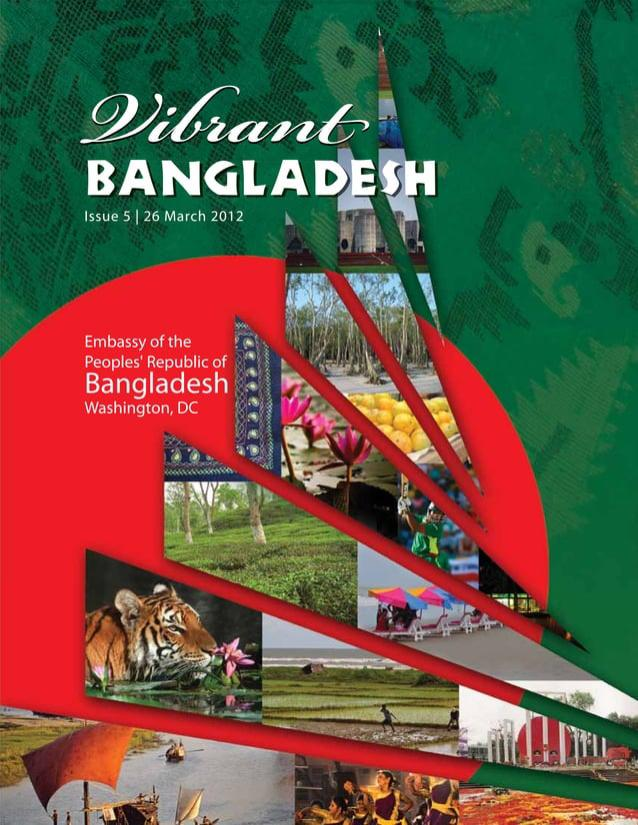 Vibrant
BANGLADESH
Issue 5 | 26 March 2012
Embassy of the
Peoples' Republic of
Bangladesh
Washington, DC